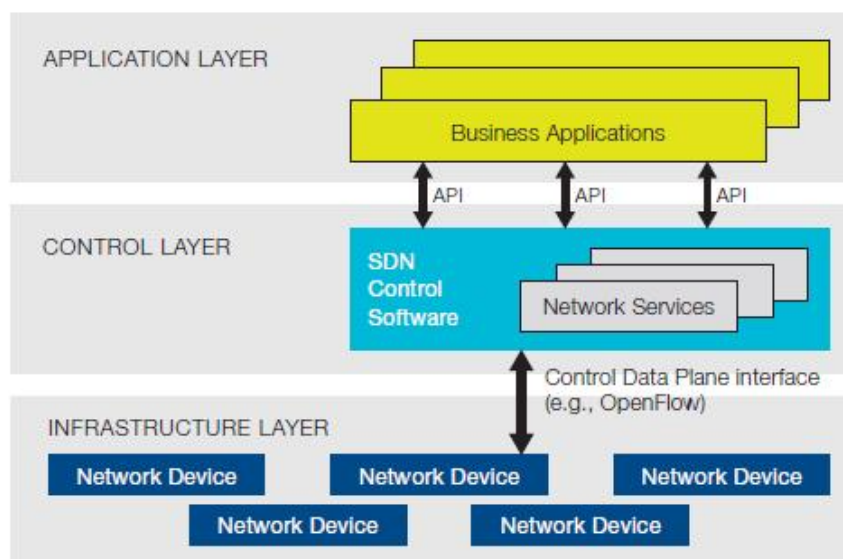 APPLICATION LAYER
Business Applications
API API API
CONTROL LAYER
SDN
Control
Software
Network Services
Control Data Plane interface
(e.g., OpenFlow)
INFRASTRUCTURE LAYER
Network Device Network Device Network Device
Network Device Network Device